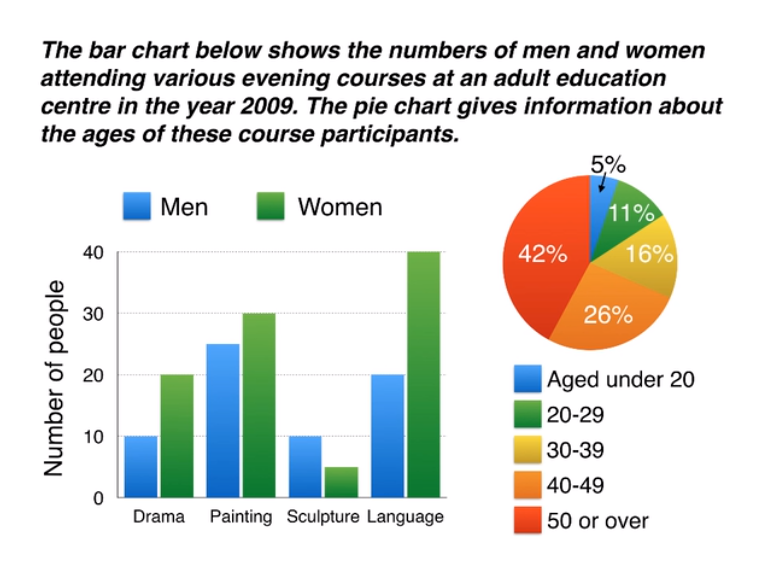 The bar chart below shows the numbers of men and women
attending various evening courses at an adult education
centre in the year 2009. The pie chart gives information about
the ages of these course participants.
Men
Women
Number of people
40
30
20
10
0
Drama
Painting
Sculpture
Language
5%
11%
16%
26%
42%
Aged under 20
20-29
30-39
40-49
50 or over